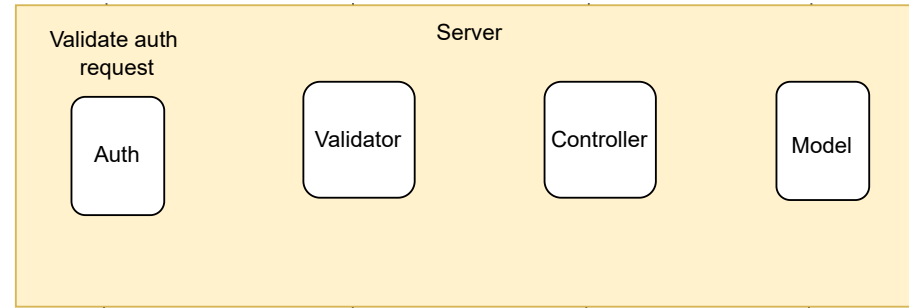 Server
Validate auth
request
Auth
Validator
Controller
Model